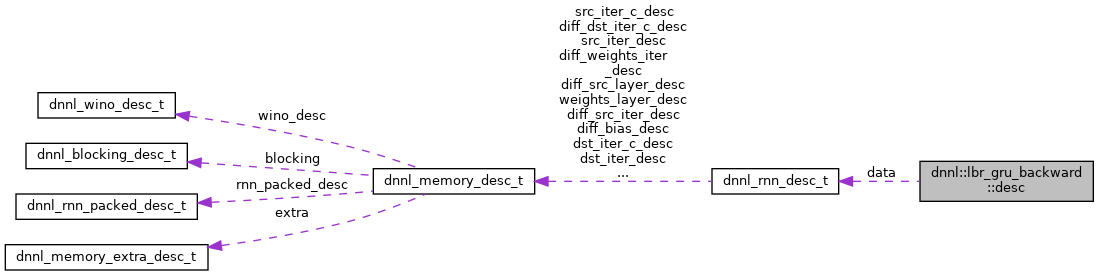 src_iter_c_desc
diff_dst_iter_c_desc
src_iter_desc
diff_weights_iter
_desc
diff_src_layer_desc
weights_layer_desc
diff_src_iter_desc
diff_bias_desc
dst_iter_c_desc
dst_iter_desc
...
dnnl_wino_desc_t
wino_desc
dnnl_blocking_desc_t
blocking
dnnl_rnn_packed_desc_t
rnn_packed_desc
dnnl_memory_extra_desc_t
extra
dnnl_memory_desc_t
dnnl_rnn_desc_t
data
dnnl::lbr_gru_backward
::desc